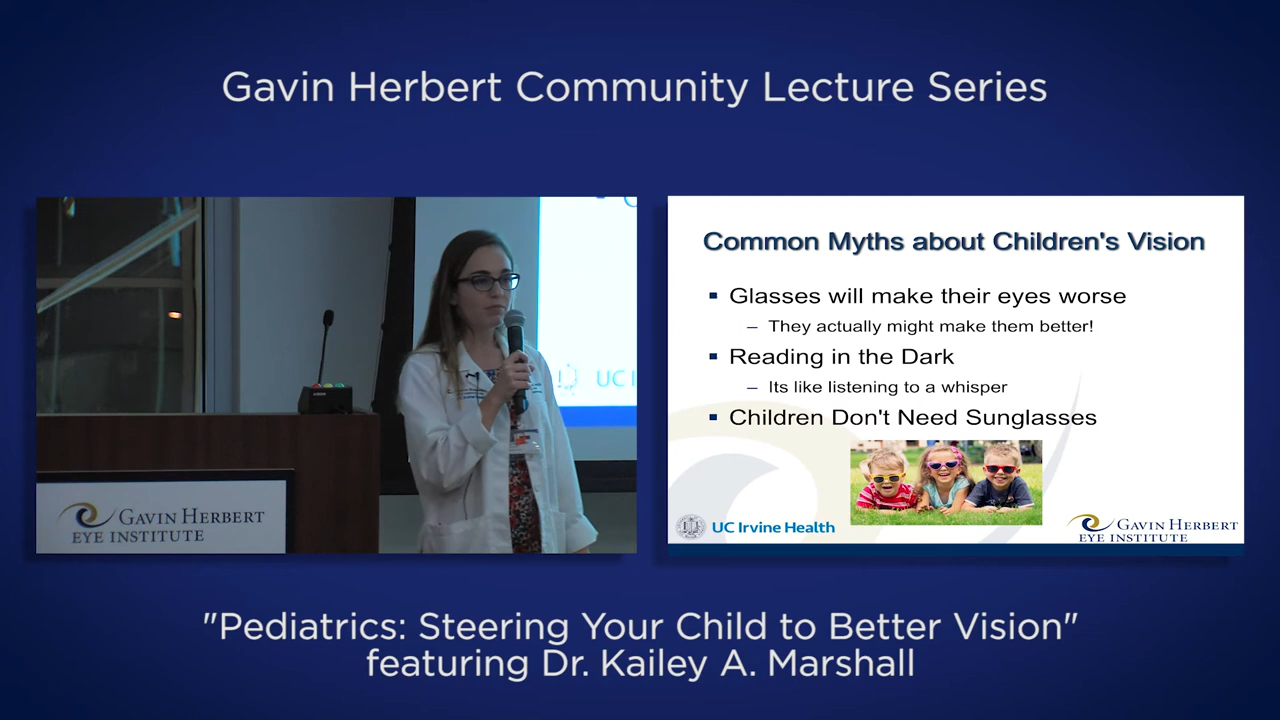 Gavin Herbert Community Lecture Series
UC I
GAVIN HERBERT
EYE INSTITUTE
Common Myths about Children's Vision
▪ Glasses will make their eyes worse
– They actually might make them better!
▪ Reading in the Dark
– Its like listening to a whisper
▪ Children Don't Need Sunglasses
UC Irvine Health
GAVIN HERBERT
EYE INSTITUTE
"Pediatrics: Steering Your Child to Better Vision"
featuring Dr. Kailey A. Marshall